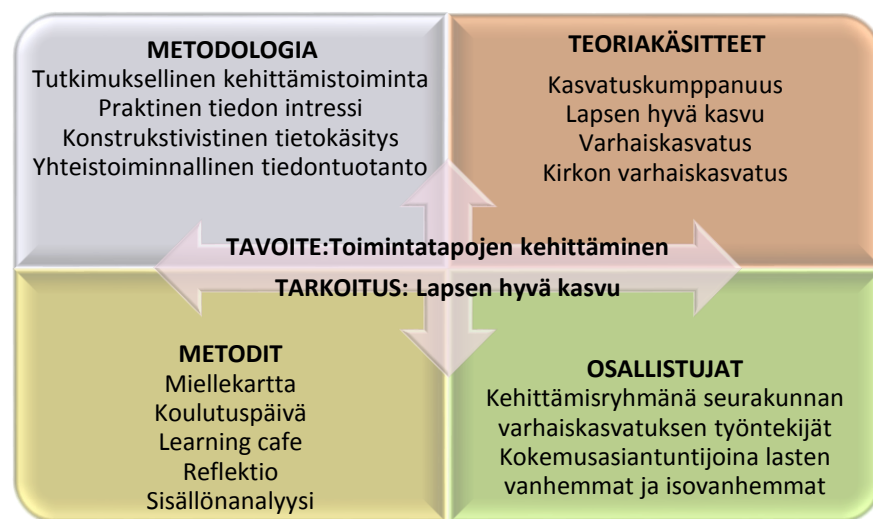 METODOLOGIA
Tutkimuksellinen kehittämistoiminta
Praktinen tiedon intressi
Konstrukstivistinen tietokäsitys
Yhteistoiminnallinen tiedontuotanto
TEORIAKÄSITTEET
Kasvatuskumppanuus
Lapsen hyvä kasvu
Varhaiskasvatus
Kirkon varhaiskasvatus
TAVOITE:Toimintatapojen kehittäminen
TARKOITUS: Lapsen hyvä kasvu
METODIT
Miellekartta
Koulutuspäivä
Learning cafe
Reflektio
Sisällönanalyysi
OSALLISTUJAT
Kehittämisryhmänä seurakunnan
varhaiskasvatuksen työntekijät
Kokemusasiantuntijoina lasten
vanhemmat ja isovanhemmat